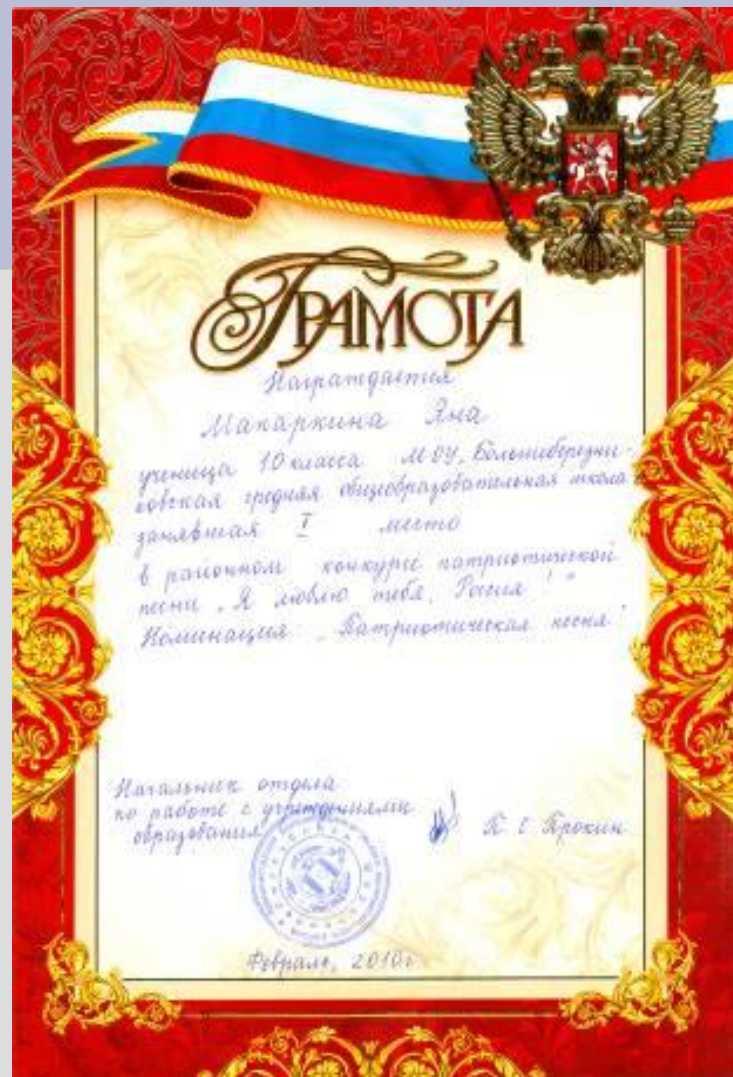 Грамота
Награждается
Макаркина Яна
ученица 10 класса МОУ „Большеберезни-
ковская средняя общеобразовательная школа"
занявшая I место
в районном конкурсе патриотической
песни „Я люблю тебя, Россия!"
Номинация: „Патриотическая песня"
Начальник отдела
по работе с учреждениями
образования
Февраль, 2010г.